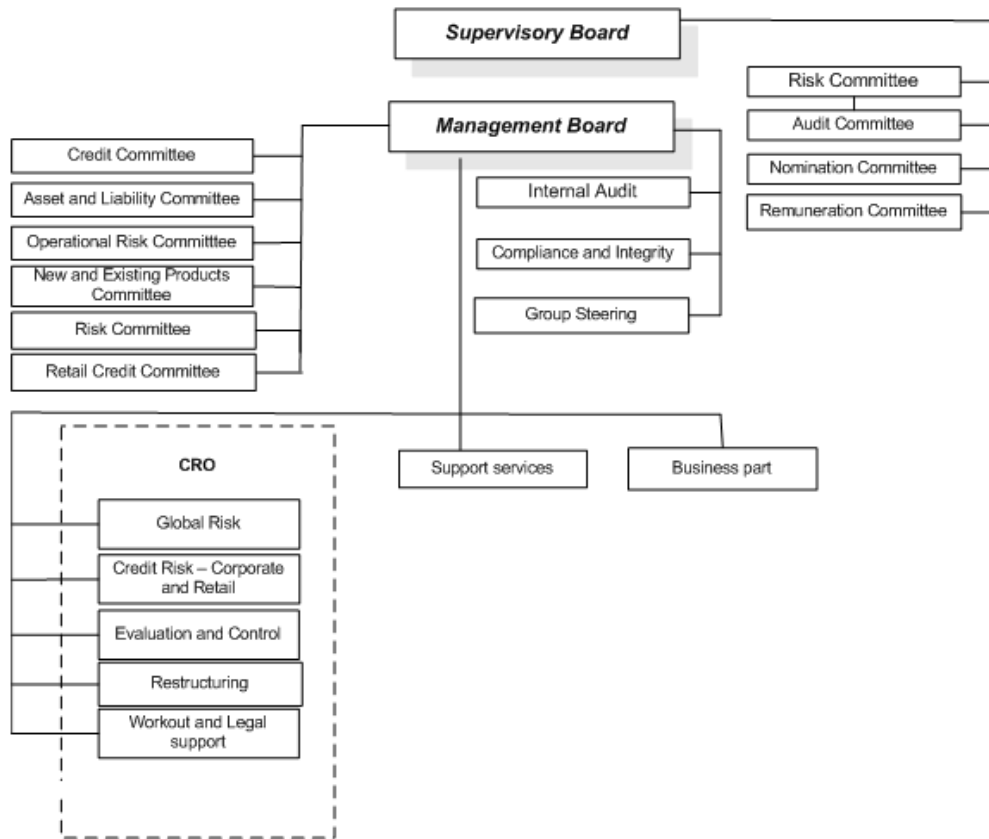 Supervisory Board
Risk Committee
Management Board
Audit Committee
Credit Committee
Nomination Committee
Internal Audit
Asset and Liability Committee
Remuneration Committee
Operational Risk Committtee
Compliance and Integrity
New and Existing Products
Committee
Group Steering
Risk Committee
Retail Credit Committee
CRO
Support services
Business part
Global Risk
Credit Risk – Corporate
and Retail
Evaluation and Control
Restructuring
Workout and Legal
support